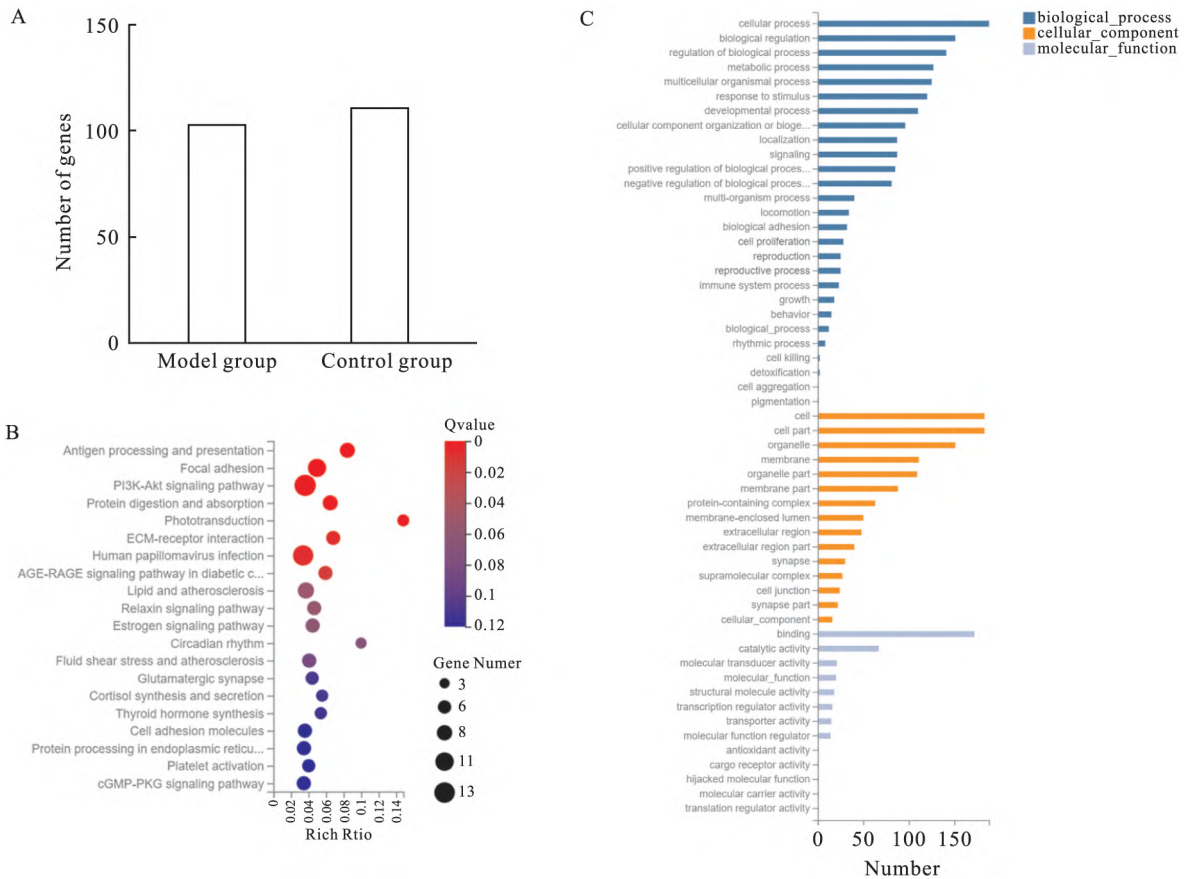 A
150
100
50
0
Number of genes
Model group
Control group
B
Antigen processing and presentation
Focal adhesion
PI3K-Akt signaling pathway
Protein digestion and absorption
Phototransduction
ECM-receptor interaction
Human papillomavirus infection
AGE-RAGE signaling pathway in diabetic c...
Lipid and atherosclerosis
Relaxin signaling pathway
Estrogen signaling pathway
Circadian rhythm
Fluid shear stress and atherosclerosis
Glutamatergic synapse
Cortisol synthesis and secretion
Thyroid hormone synthesis
Cell adhesion molecules
Protein processing in endoplasmic reticu...
Platelet activation
cGMP-PKG signaling pathway
0
0.02
0.04
0.06
0.08
0.1
0.12
0.14
Rich Rtio
Qvalue
0
0.02
0.04
0.06
0.08
0.1
0.12
Gene Numer
3
6
8
11
13
C
biological_process
cellular_component
molecular_function
cellular process
biological regulation
regulation of biological process
metabolic process
multicellular organismal process
response to stimulus
developmental process
cellular component organization or bioge...
localization
signaling
positive regulation of biological proces...
negative regulation of biological proces...
multi-organism process
locomotion
biological adhesion
cell proliferation
reproduction
reproductive process
immune system process
growth
behavior
biological_process
rhythmic process
cell killing
detoxification
cell aggregation
pigmentation
cell
cell part
organelle
membrane
organelle part
membrane part
protein-containing complex
membrane-enclosed lumen
extracellular region
extracellular region part
synapse
supramolecular complex
cell junction
synapse part
cellular_component
binding
catalytic activity
molecular transducer activity
molecular_function
structural molecule activity
transcription regulator activity
transporter activity
molecular function regulator
antioxidant activity
cargo receptor activity
hijacked molecular function
molecular carrier activity
translation regulator activity
0
50
100
150
Number